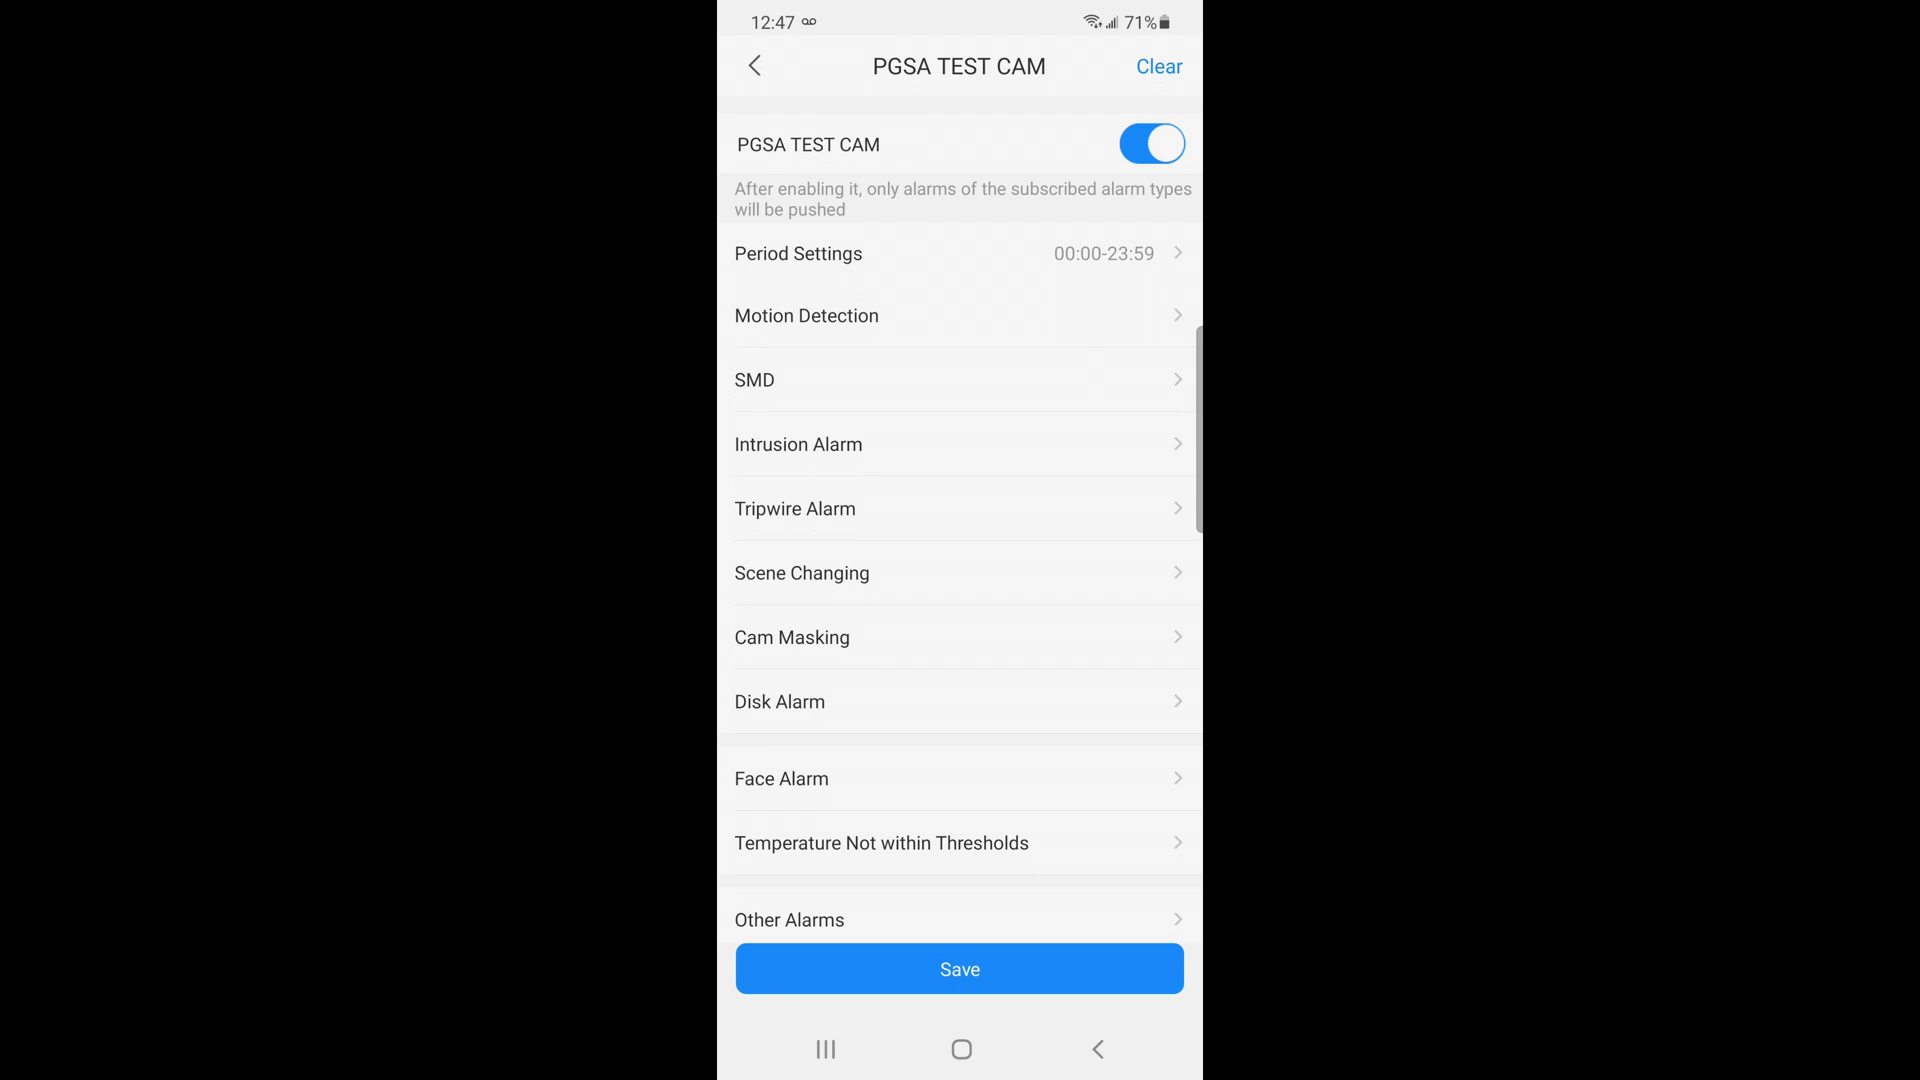 12:47 71%
PGSA TEST CAM Clear
PGSA TEST CAM
After enabling it, only alarms of the subscribed alarm types
will be pushed
Period Settings 00:00-23:59
Motion Detection
SMD
Intrusion Alarm
Tripwire Alarm
Scene Changing
Cam Masking
Disk Alarm
Face Alarm
Temperature Not within Thresholds
Other Alarms
Save